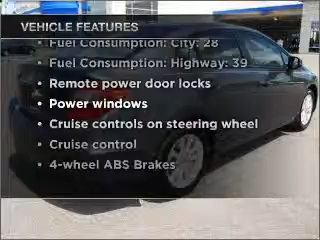 VEHICLE FEATURES
• Fuel Consumption: City: 28
• Fuel Consumption: Highway: 39
• Remote power door locks
• Power windows
• Cruise controls on steering wheel
• Cruise control
• 4-wheel ABS Brakes